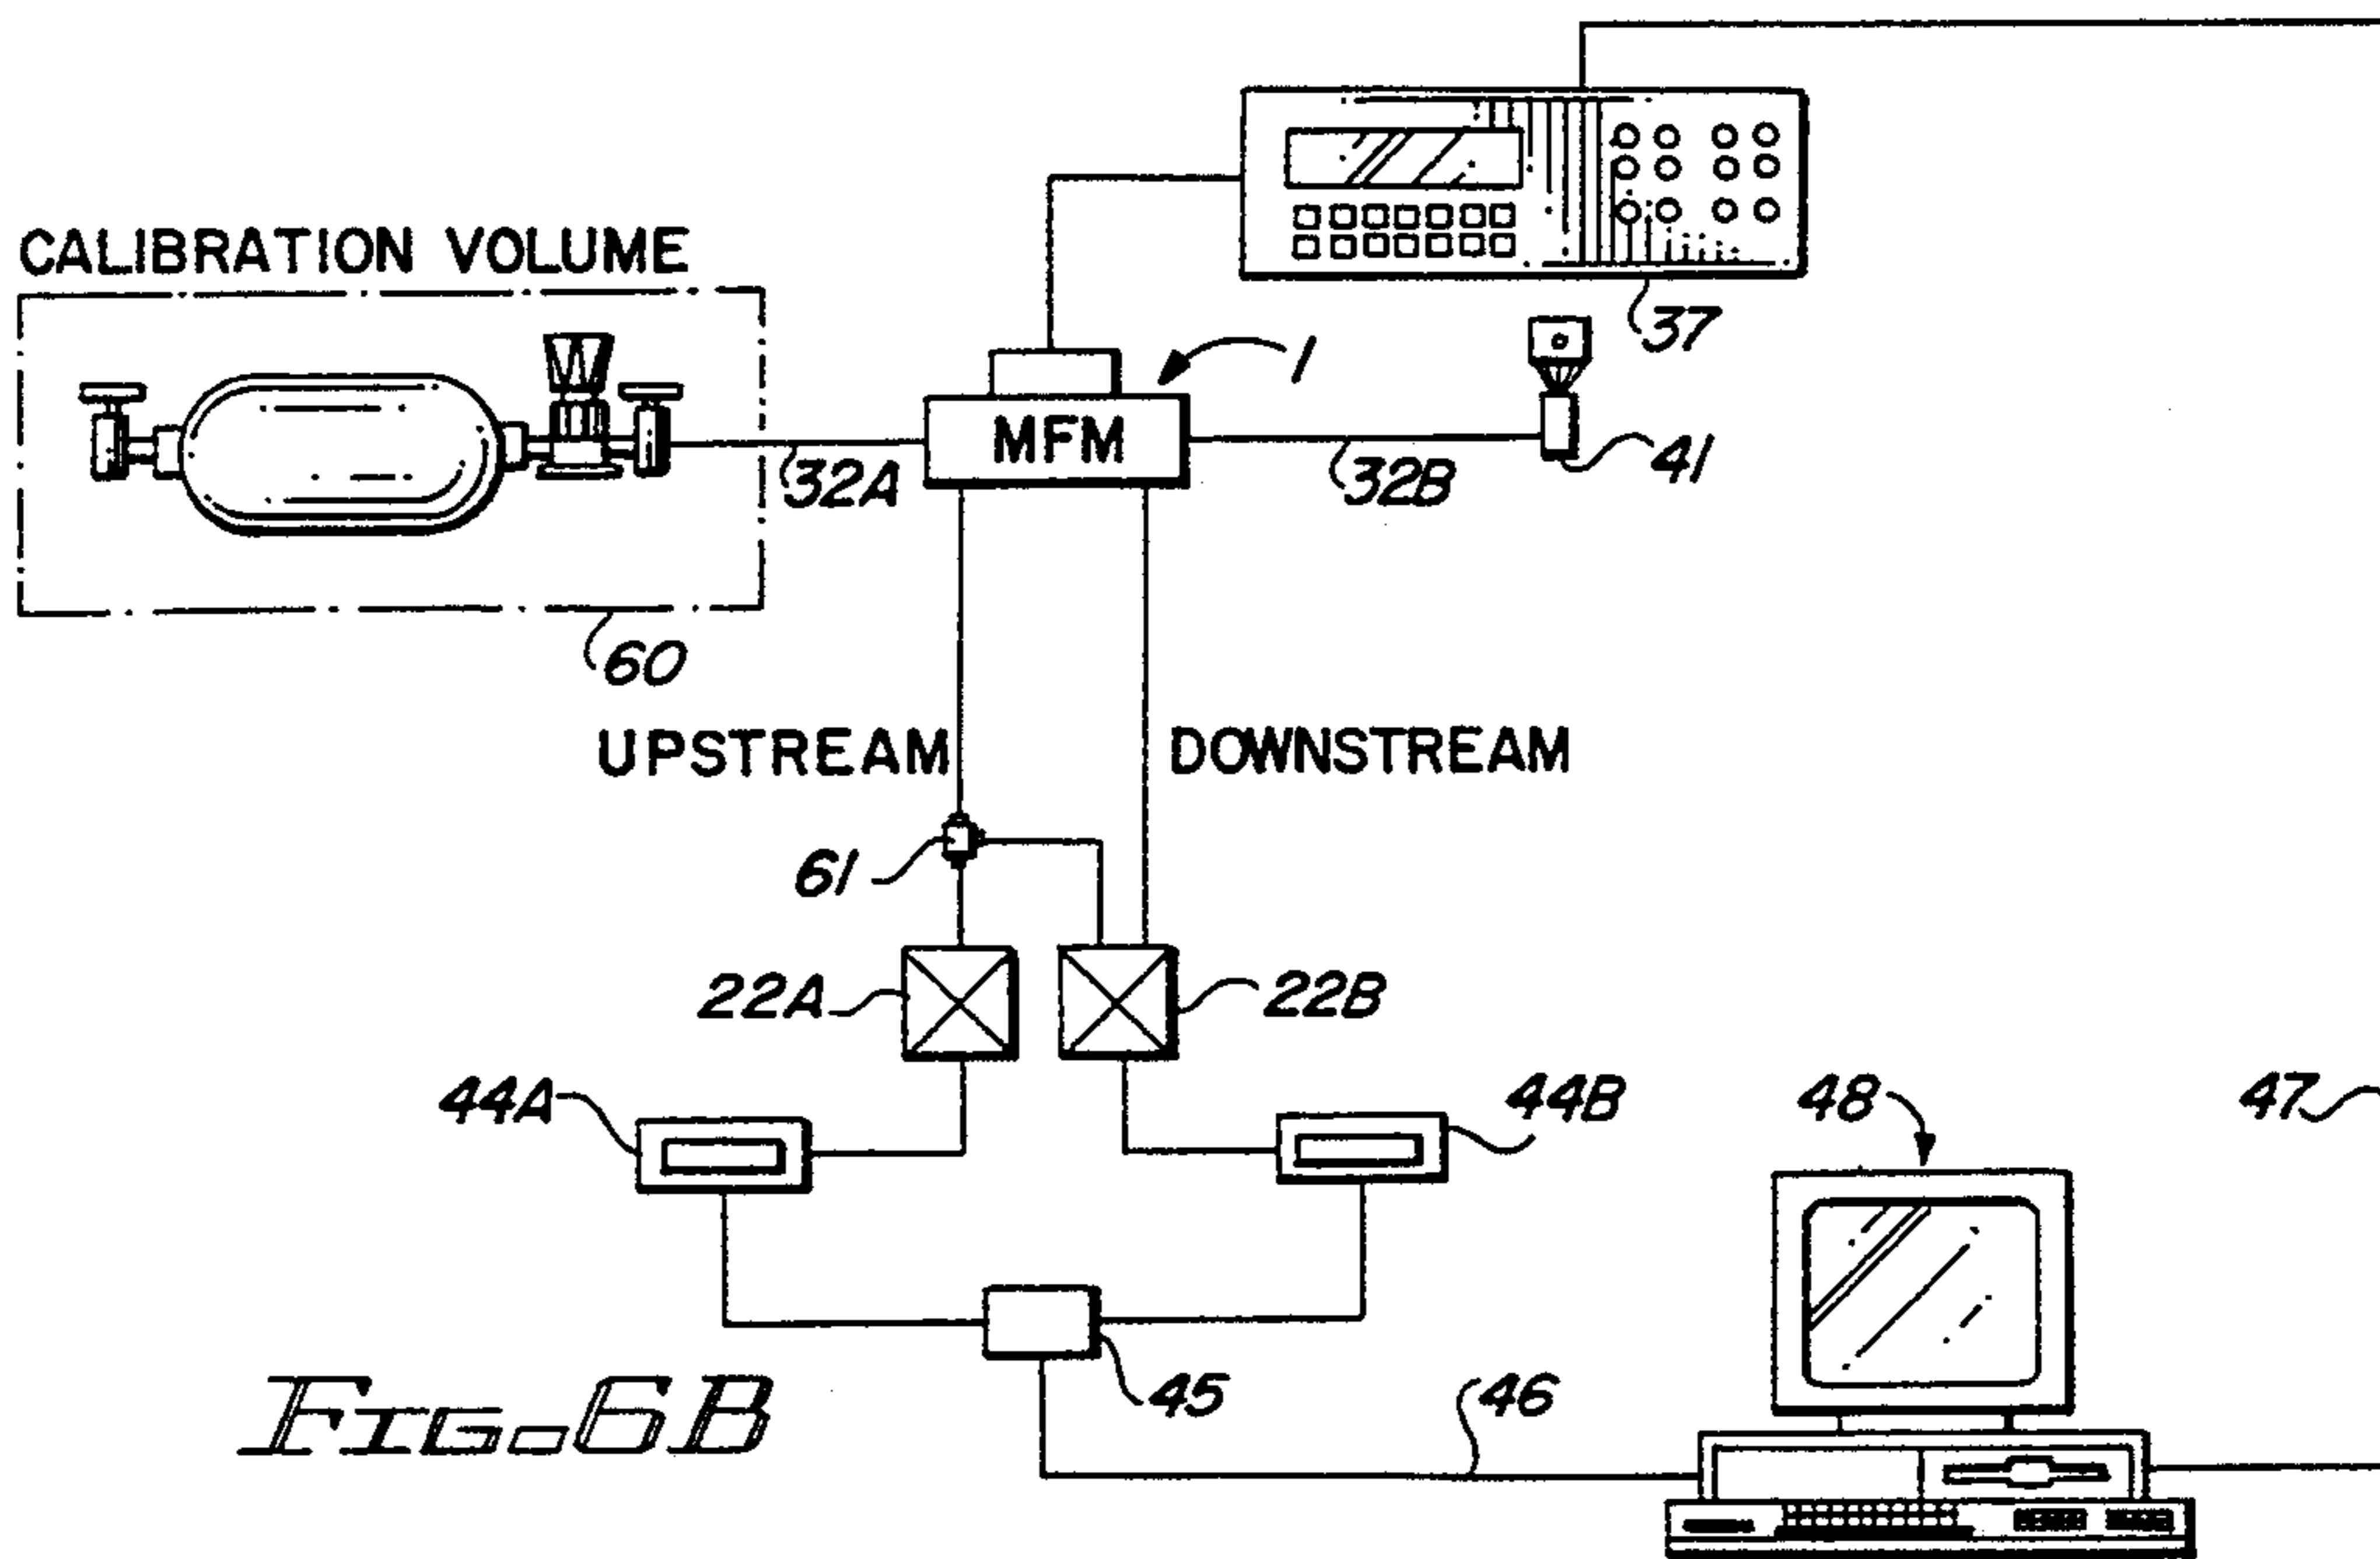 CALIBRATION VOLUME
37
1
MFM
32A
32B
41
60
UPSTREAM
DOWNSTREAM
61
22A
22B
44A
44B
48
47
45
46
FIG. 6B